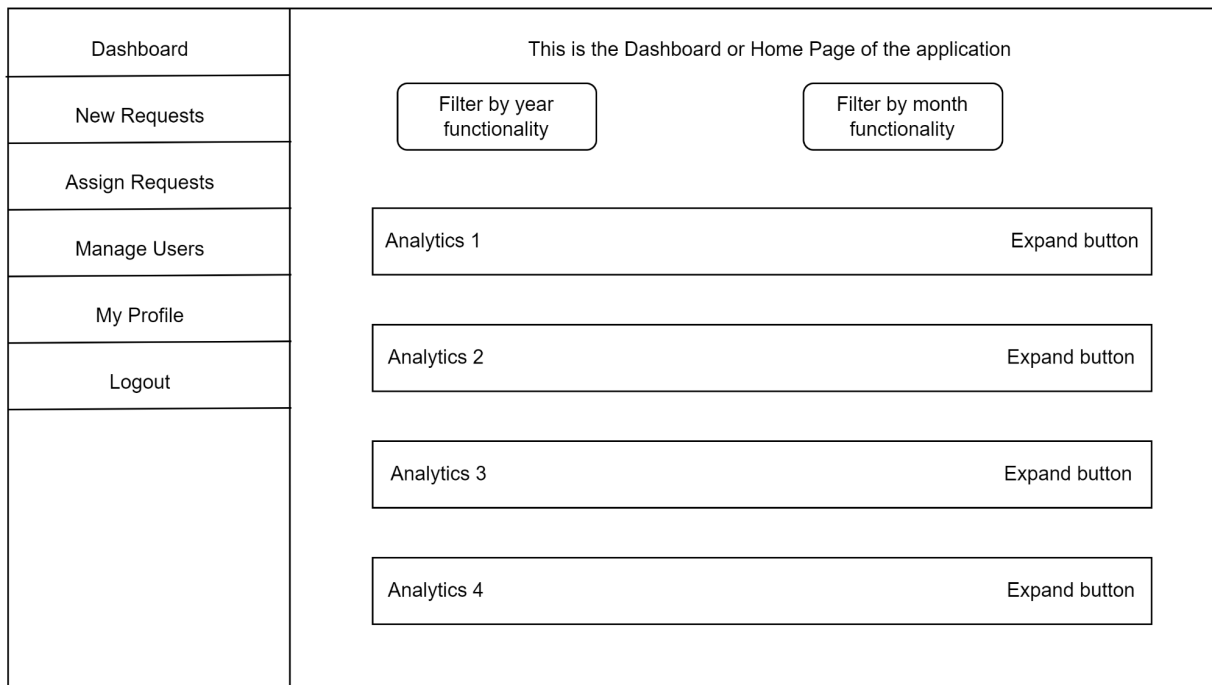 Dashboard
New Requests
Assign Requests
Manage Users
My Profile
Logout
This is the Dashboard or Home Page of the application
Filter by year
functionality
Filter by month
functionality
Analytics 1
Expand button
Analytics 2
Expand button
Analytics 3
Expand button
Analytics 4
Expand button